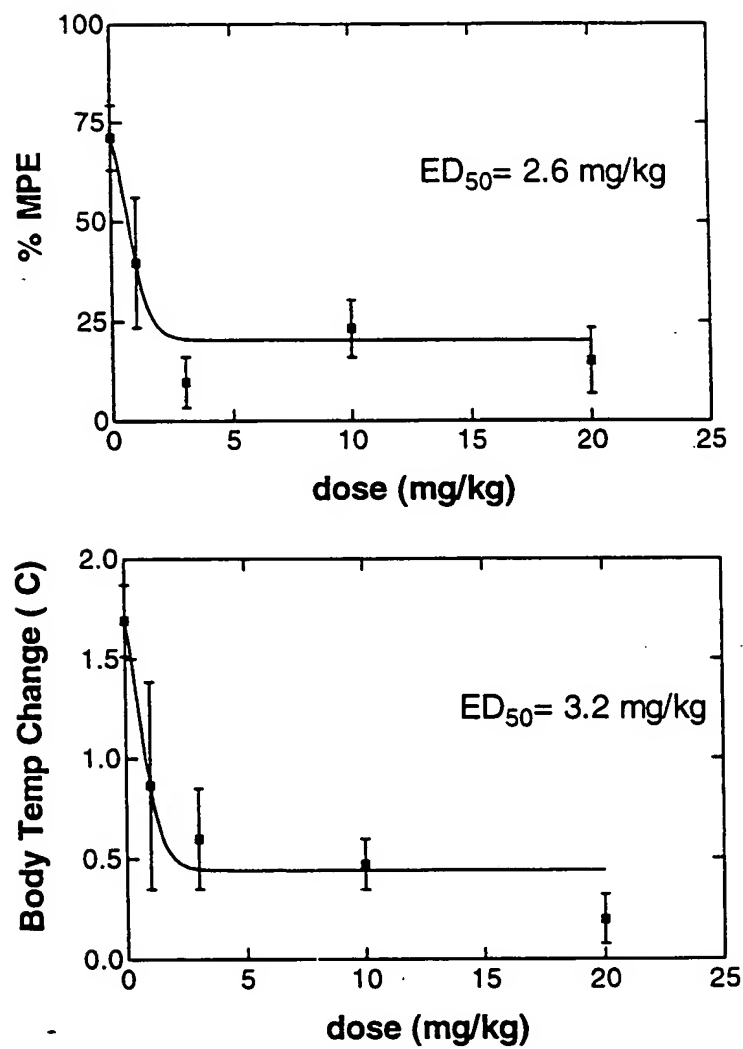 100
75
50
25
0
% MPE
ED50= 2.6 mg/kg
0 5 10 15 20 25
dose (mg/kg)
2.0
1.5
1.0
0.5
0.0
Body Temp Change ( C)
ED50= 3.2 mg/kg
0 5 10 15 20 25
dose (mg/kg)